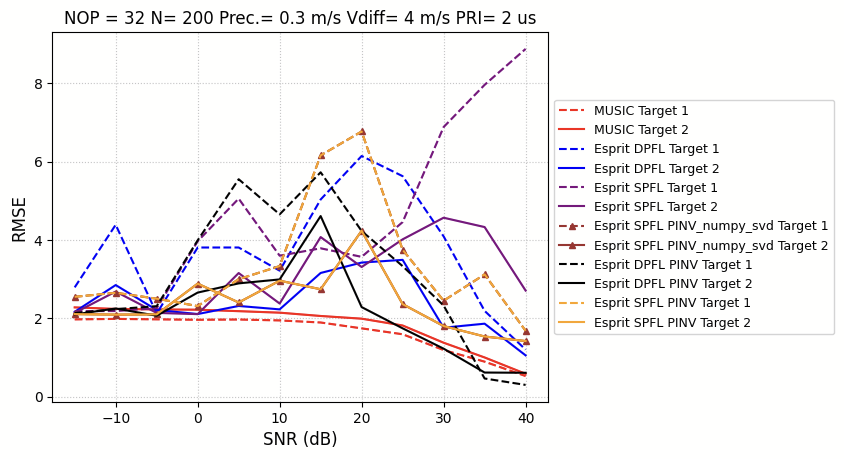 NOP = 32 N= 200 Prec.= 0.3 m/s Vdiff= 4 m/s PRI= 2 us
RMSE
8
6
4
2
0
−10
0
10
20
30
40
SNR (dB)
MUSIC Target 1
MUSIC Target 2
Esprit DPFL Target 1
Esprit DPFL Target 2
Esprit SPFL Target 1
Esprit SPFL Target 2
Esprit SPFL PINV_numpy_svd Target 1
Esprit SPFL PINV_numpy_svd Target 2
Esprit DPFL PINV Target 1
Esprit DPFL PINV Target 2
Esprit SPFL PINV Target 1
Esprit SPFL PINV Target 2